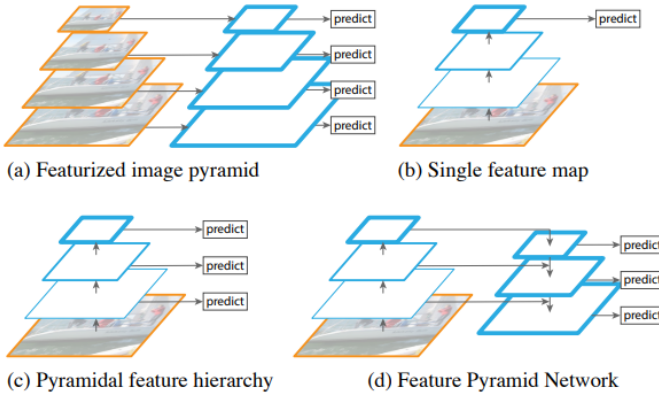 predict
predict
predict
predict
predict
(a) Featurized image pyramid
(b) Single feature map
predict
predict
predict
predict
predict
predict
(c) Pyramidal feature hierarchy
(d) Feature Pyramid Network